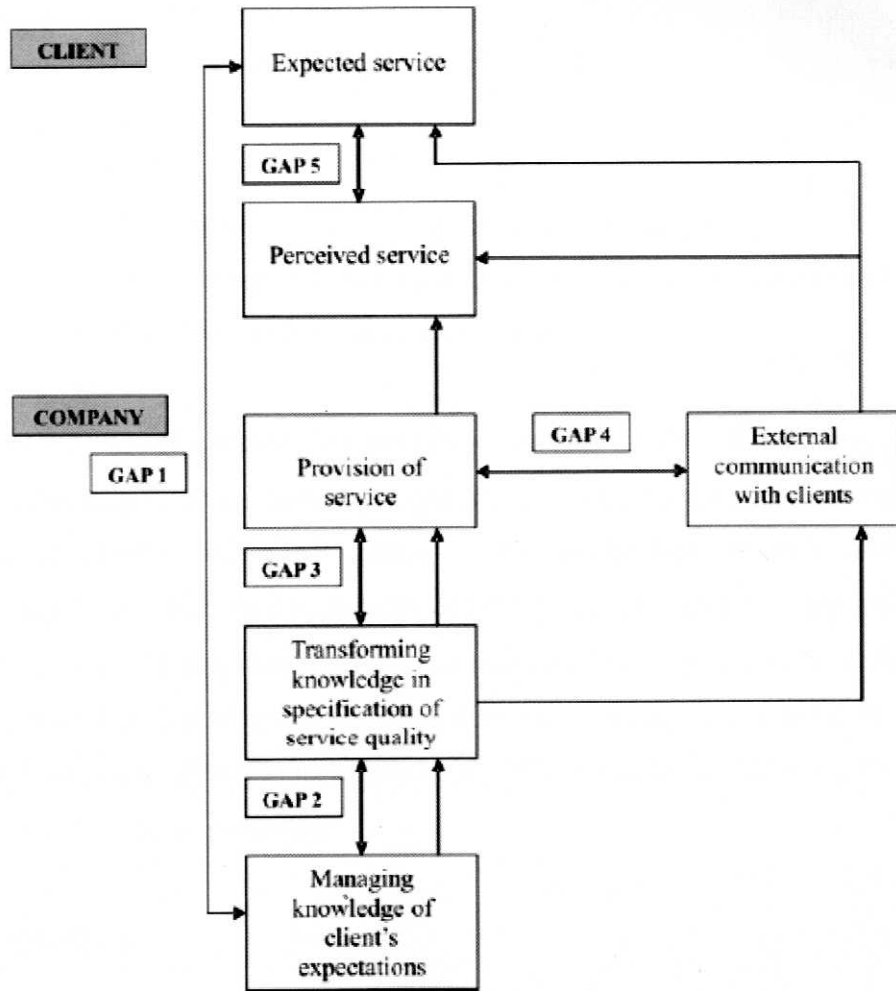 CLIENT
Expected service
GAP 5
Perceived service
COMPANY
GAP 1
Provision of
service
GAP 4
External
communication
with clients
GAP 3
Transforming
knowledge in
specification of
service quality
GAP 2
Managing
knowledge of
client's
expectations